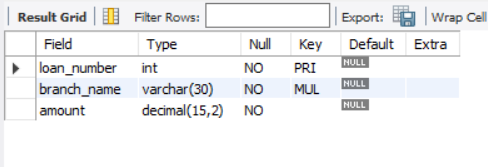 Result Grid Filter Rows: Export: Wrap Cell
Field Type Null Key Default Extra
loan_number int NO PRI NULL
branch_name varchar(30) NO MUL NULL
amount decimal(15,2) NO NULL